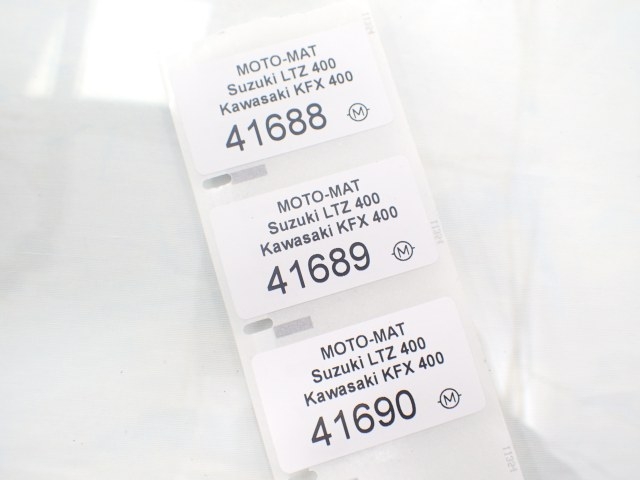 MOTO-MAT
Suzuki LTZ 400
Kawasaki KFX 400
41688 M
MOTO-MAT
Suzuki LTZ 400
Kawasaki KFX 400
41689 M
MOTO-MAT
Suzuki LTZ 400
Kawasaki KFX 400
41690 M